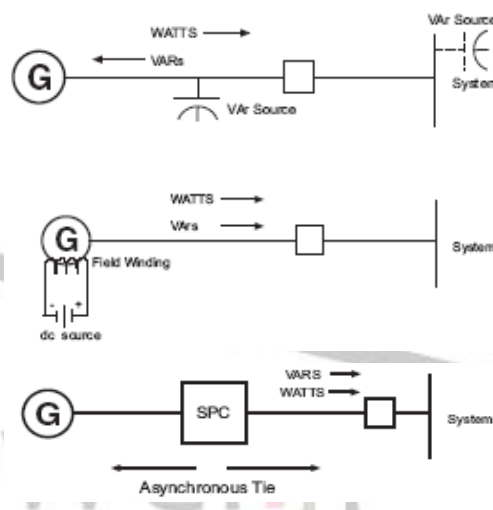 VAr Source
WATTS
VARs
G
System
VAr Source
WATTS
VArs
G
System
Field Winding
- +
dc source
VARS
WATTS
G
SPC
System
Asynchronous Tie